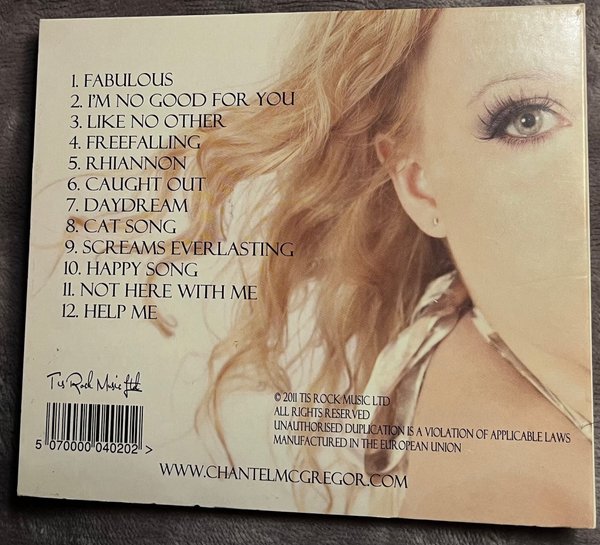 1. FABULOUS
2. I'M NO GOOD FOR YOU
3. LIKE NO OTHER
4. FREEFALLING
5. RHIANNON
6. CAUGHT OUT
7. DAYDREAM
8. CAT SONG
9. SCREAMS EVERLASTING
10. HAPPY SONG
11. NOT HERE WITH ME
12. HELP ME
Tis Rock Music Ltd
5 070000 040202 >
© 2011 TIS ROCK MUSIC LTD
ALL RIGHTS RESERVED
UNAUTHORISED DUPLICATION IS A VIOLATION OF APPLICABLE LAWS
MANUFACTURED IN THE EUROPEAN UNION
WWW.CHANTELMCGREGOR.COM